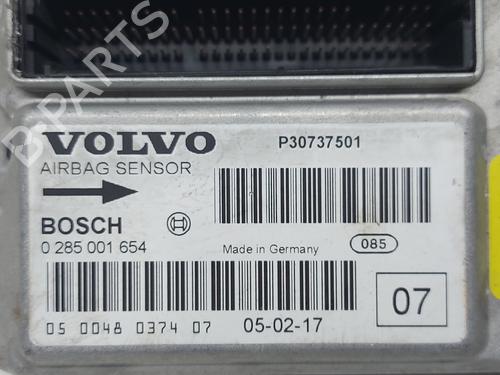 B-PARTS
VOLVO P30737501
AIRBAG SENSOR
BOSCH
0 285 001 654 Made in Germany 085
05 0048 0374 07 05-02-17 07